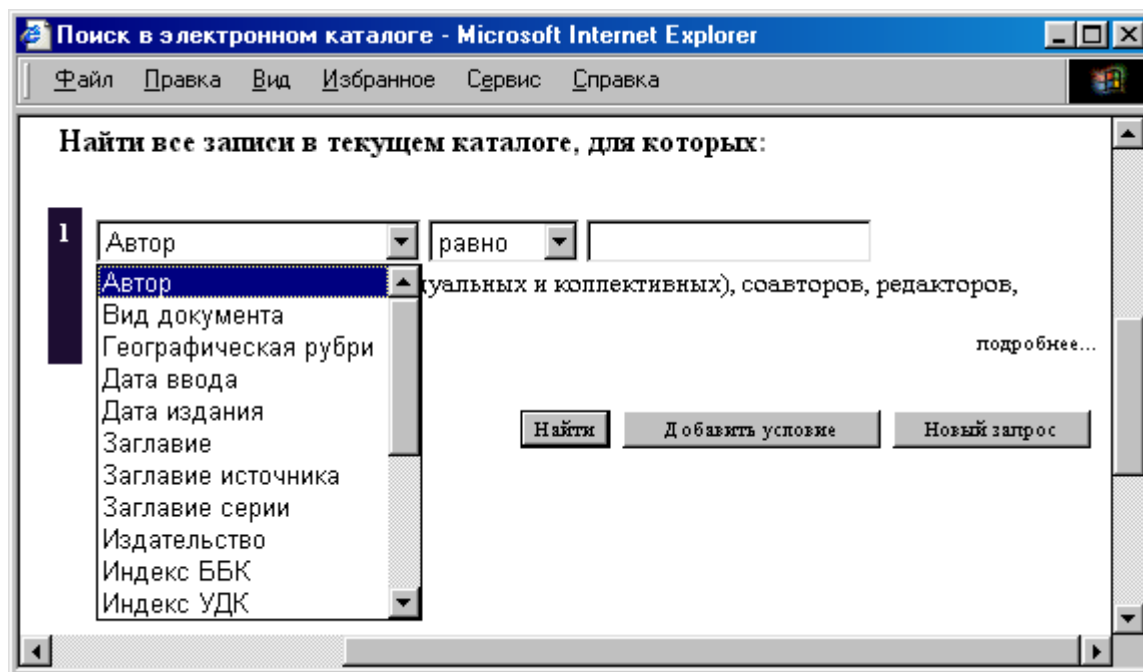 Поиск в электронном каталоге - Microsoft Internet Explorer
Файл Правка Вид Избранное Сервис Справка
Найти все записи в текущем каталоге, для которых:
1 Автор равно
Автор дуальных и коллективных), соавторов, редакторов,
Вид документа
Географическая рубри подробнее...
Дата ввода
Дата издания Найти Добавить условие Новый запрос
Заглавие
Заглавие источника
Заглавие серии
Издательство
Индекс ББК
Индекс УДК